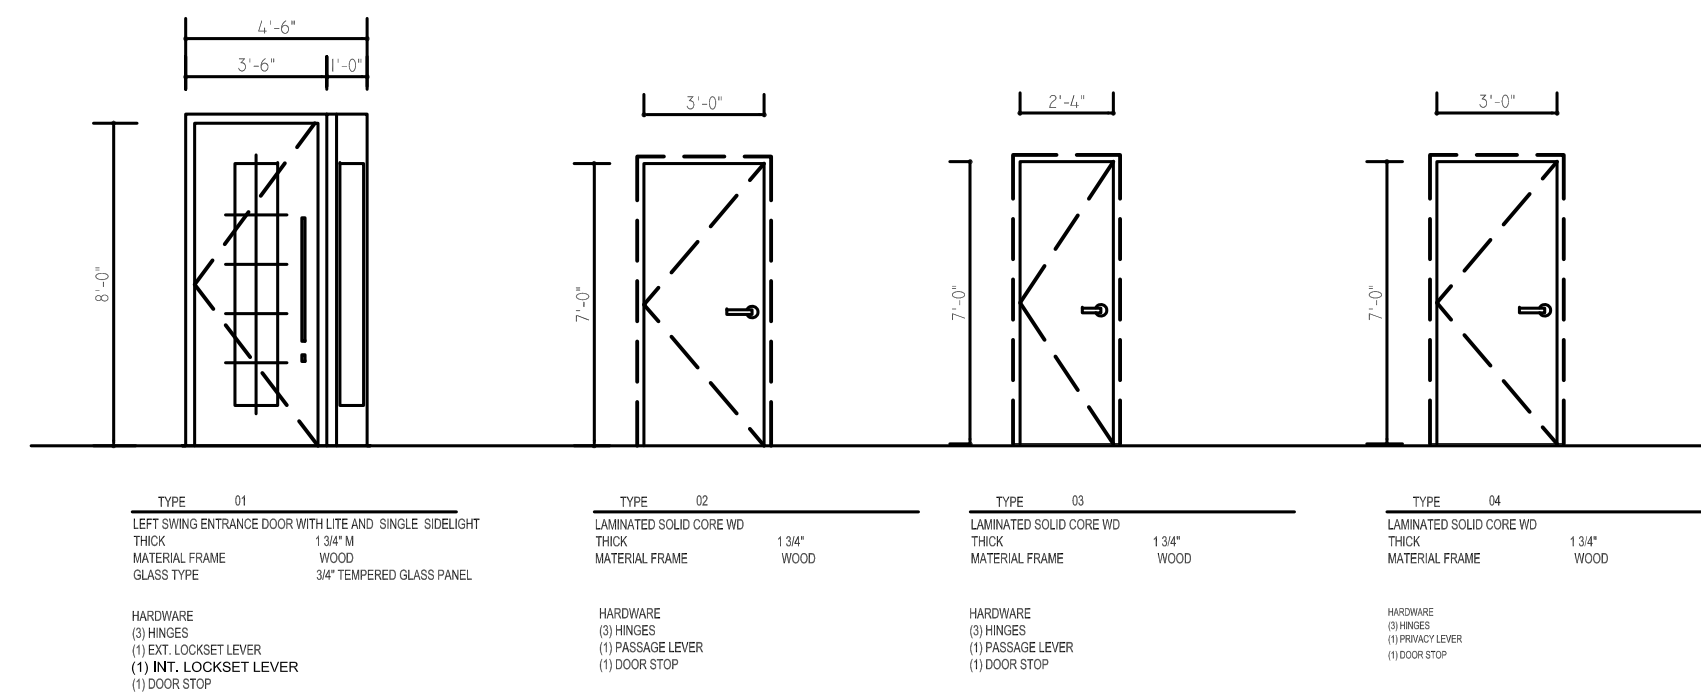 4'-6"
3'-6" 1'-0"
8'-0"
3'-0"
7'-0"
2'-4"
7'-0"
3'-0"
7'-0"
TYPE 01
LEFT SWING ENTRANCE DOOR WITH LITE AND SINGLE SIDELIGHT
THICK 1 3/4" M
MATERIAL FRAME WOOD
GLASS TYPE 3/4" TEMPERED GLASS PANEL
HARDWARE
(3) HINGES
(1) EXT. LOCKSET LEVER
(1) INT. LOCKSET LEVER
(1) DOOR STOP
TYPE 02
LAMINATED SOLID CORE WD
THICK 1 3/4"
MATERIAL FRAME WOOD
HARDWARE
(3) HINGES
(1) PASSAGE LEVER
(1) DOOR STOP
TYPE 03
LAMINATED SOLID CORE WD
THICK 1 3/4"
MATERIAL FRAME WOOD
HARDWARE
(3) HINGES
(1) PASSAGE LEVER
(1) DOOR STOP
TYPE 04
LAMINATED SOLID CORE WD
THICK 1 3/4"
MATERIAL FRAME WOOD
HARDWARE
(3) HINGES
(1) PRIVACY LEVER
(1) DOOR STOP